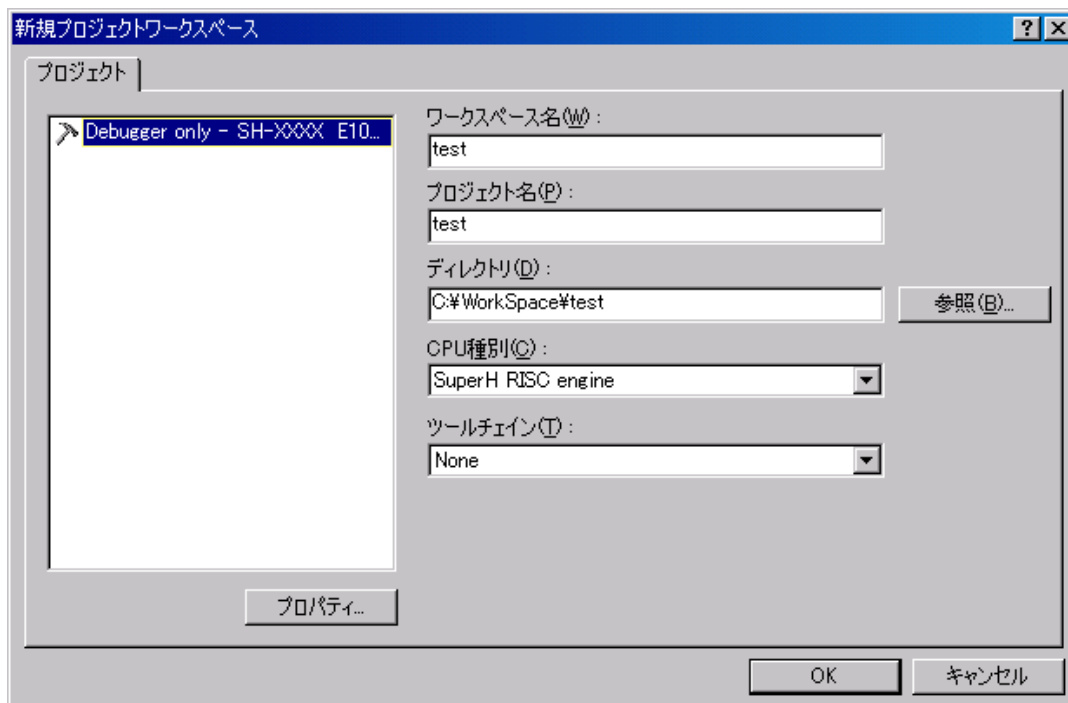 新規プロジェクトワークスペース
プロジェクト
Debugger only - SH-XXXX E10...
ワークスペース名(W):
test
プロジェクト名(P):
test
ディレクトリ(D):
C:¥WorkSpace¥test
参照(B)...
CPU種別(C):
SuperH RISC engine
ツールチェイン(T):
None
プロパティ...
OK
キャンセル